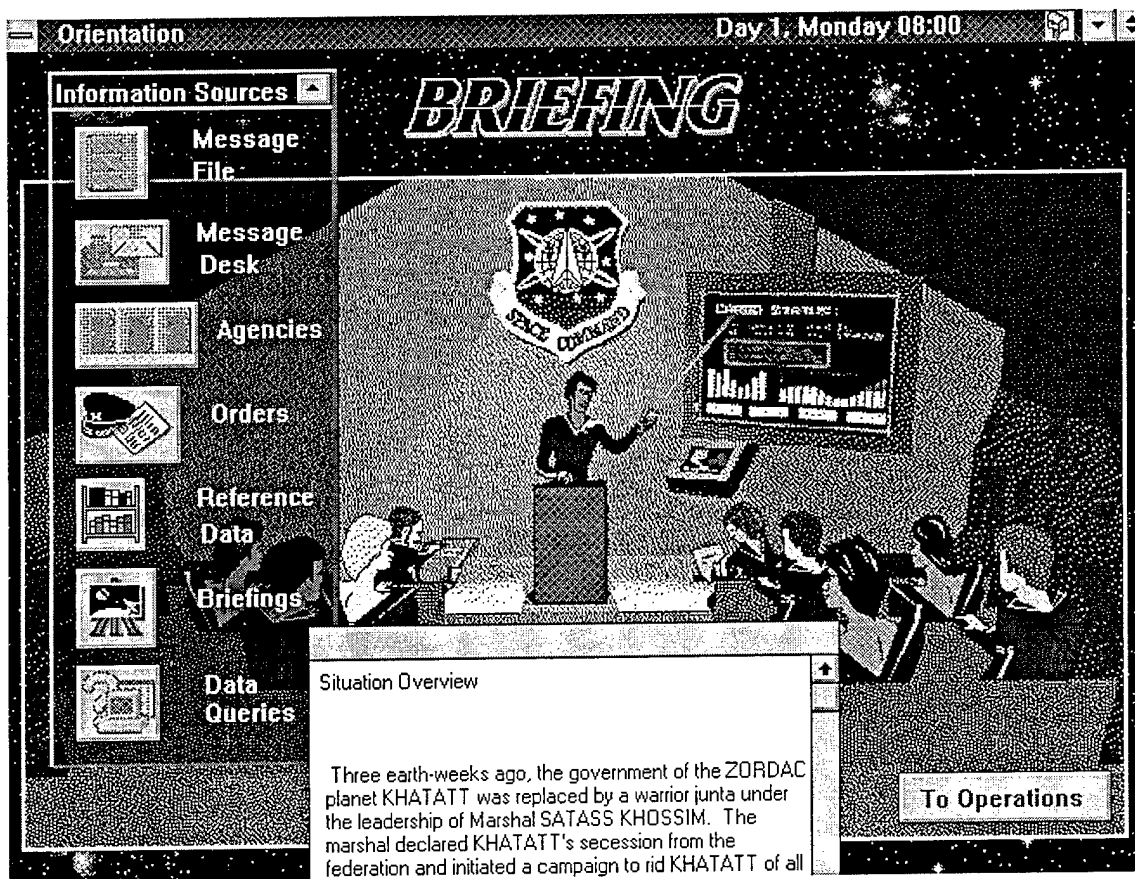 Orientation
Day 1, Monday 08:00
BRIEFING
Information Sources
Message
File
Message
Desk
Agencies
Orders
Reference
Data
Briefings
Data
Queries
SPACE COMMAND
Situation Overview
Three earth-weeks ago, the government of the ZORDAC
planet KHATATT was replaced by a warrior junta under
the leadership of Marshal SATASS KHOSSIM. The
marshal declared KHATATT's secession from the
federation and initiated a campaign to rid KHATATT of all
To Operations